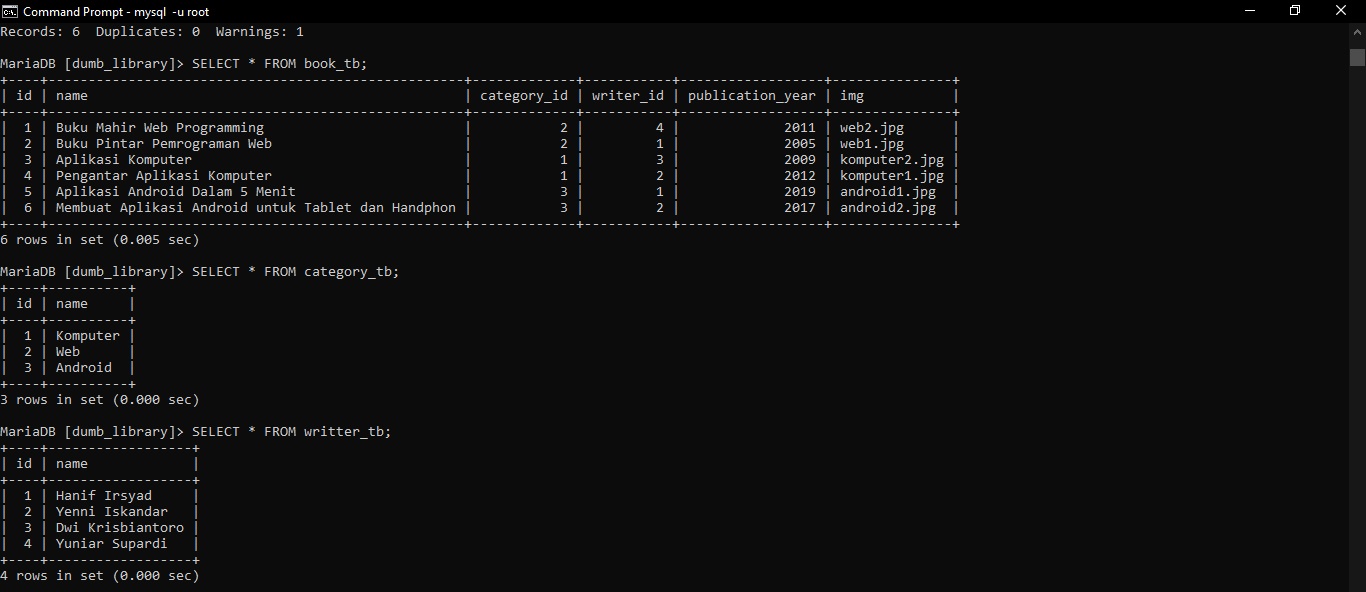 Command Prompt - mysql  -u root
Records: 6  Duplicates: 0  Warnings: 1
MariaDB [dumb_library]> SELECT * FROM book_tb;
+----+----------------------------------------------------+-------------+-----------+------------------+---------------+
| id | name                                               | category_id | writer_id | publication_year | img           |
+----+----------------------------------------------------+-------------+-----------+------------------+---------------+
|  1 | Buku Mahir Web Programming                         |           2 |         4 |             2011 | web2.jpg      |
|  2 | Buku Pintar Pemrograman Web                        |           2 |         1 |             2005 | web1.jpg      |
|  3 | Aplikasi Komputer                                  |           1 |         3 |             2009 | komputer2.jpg |
|  4 | Pengantar Aplikasi Komputer                        |           1 |         2 |             2012 | komputer1.jpg |
|  5 | Aplikasi Android Dalam 5 Menit                     |           3 |         1 |             2019 | android1.jpg  |
|  6 | Membuat Aplikasi Android untuk Tablet dan Handphon |           3 |         2 |             2017 | android2.jpg  |
+----+----------------------------------------------------+-------------+-----------+------------------+---------------+
6 rows in set (0.005 sec)
MariaDB [dumb_library]> SELECT * FROM category_tb;
+----+----------+
| id | name     |
+----+----------+
|  1 | Komputer |
|  2 | Web      |
|  3 | Android  |
+----+----------+
3 rows in set (0.000 sec)
MariaDB [dumb_library]> SELECT * FROM writter_tb;
+----+------------------+
| id | name             |
+----+------------------+
|  1 | Hanif Irsyad     |
|  2 | Yenni Iskandar   |
|  3 | Dwi Krisbiantoro |
|  4 | Yuniar Supardi   |
+----+------------------+
4 rows in set (0.000 sec)